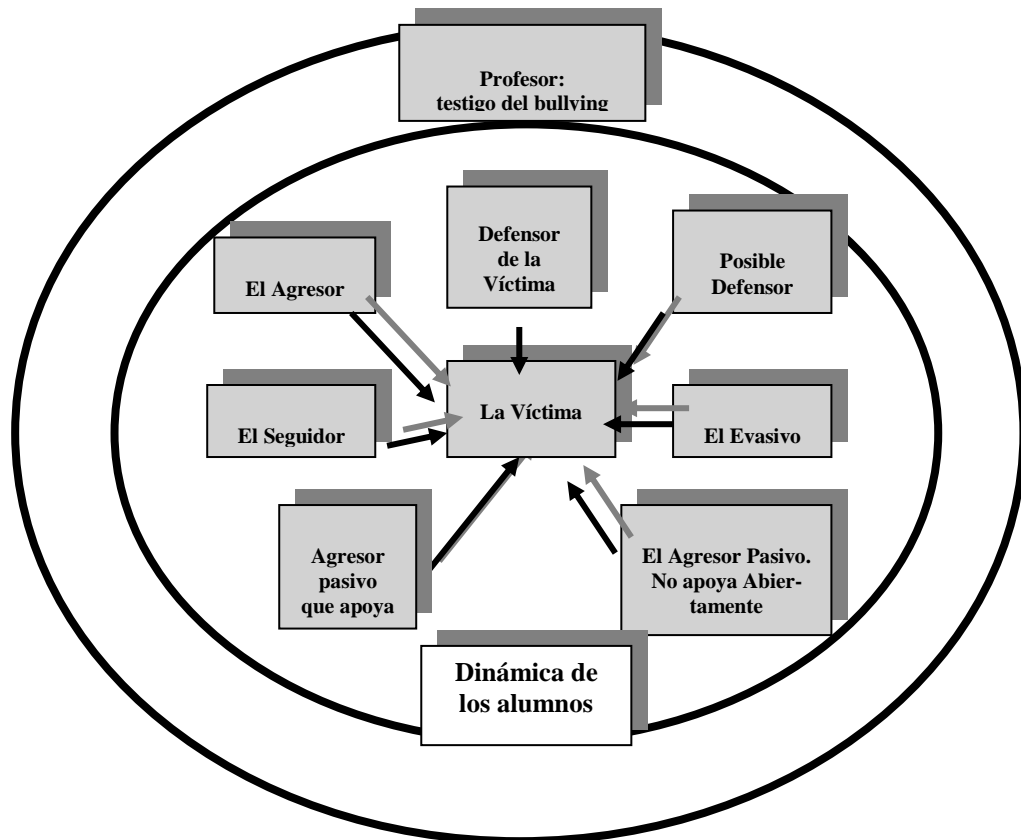 Profesor:
testigo del bullying
Defensor
de la
Víctima
Posible
Defensor
El Agresor
La Víctima
El Seguidor
El Evasivo
Agresor
pasivo
que apoya
El Agresor Pasivo.
No apoya Abier-
tamente
Dinámica de
los alumnos